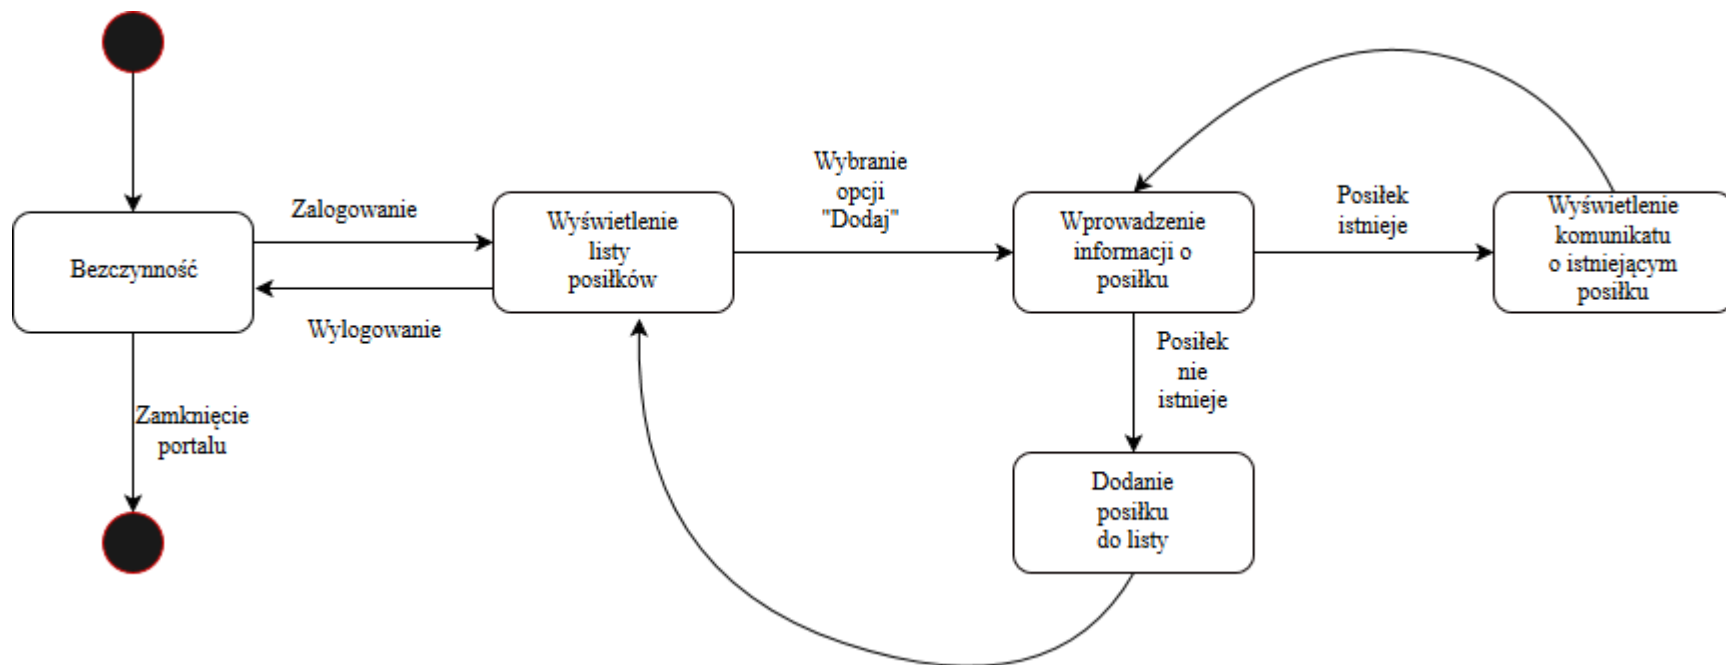 Bezczynność
Zalogowanie
Wylogowanie
Zamknięcie
portalu
Wyświetlenie
listy
posiłków
Wybranie
opcji
"Dodaj"
Wprowadzenie
informacji o
posiłku
Posiłek
istnieje
Wyświetlenie
komunikatu
o istniejącym
posiłku
Posiłek
nie
istnieje
Dodanie
posiłku
do listy